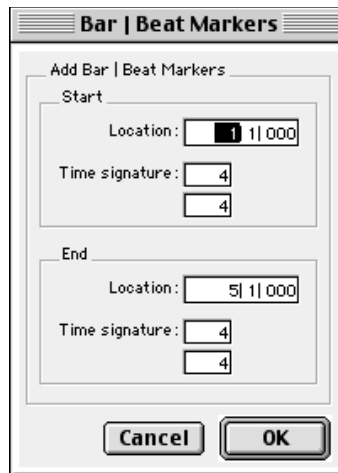 Bar | Beat Markers
Add Bar | Beat Markers
Start
Location: 1| 1| 000
Time signature: 4
4
End
Location: 5| 1| 000
Time signature: 4
4
Cancel OK